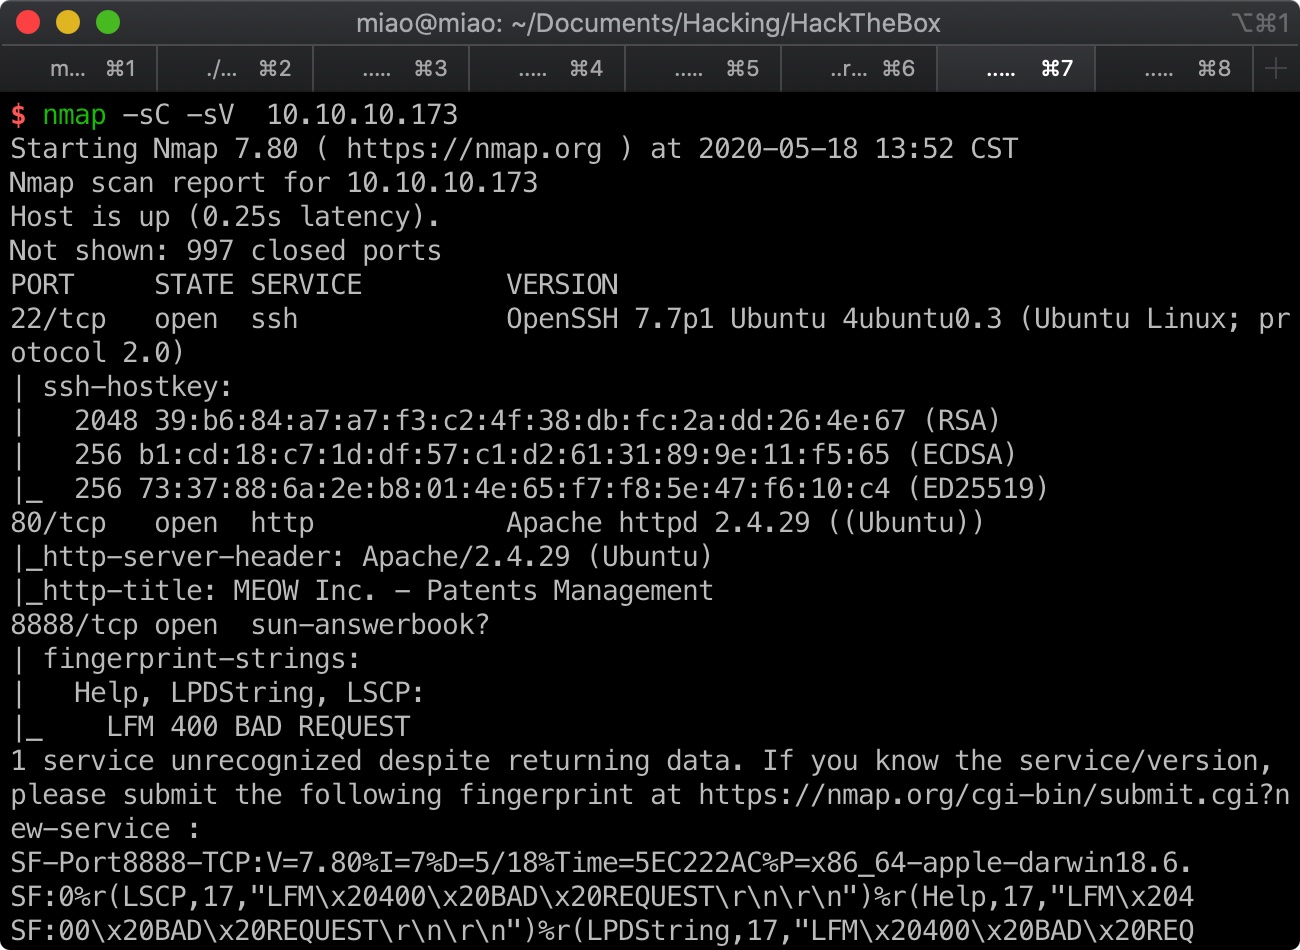 miao@miao: ~/Documents/Hacking/HackTheBox ⌥⌘1
m... ⌘1 ./... ⌘2 ..... ⌘3 ..... ⌘4 ..... ⌘5 ..r... ⌘6 ..... ⌘7 ..... ⌘8 +
$ nmap -sC -sV  10.10.10.173
Starting Nmap 7.80 ( https://nmap.org ) at 2020-05-18 13:52 CST
Nmap scan report for 10.10.10.173
Host is up (0.25s latency).
Not shown: 997 closed ports
PORT     STATE SERVICE         VERSION
22/tcp   open  ssh             OpenSSH 7.7p1 Ubuntu 4ubuntu0.3 (Ubuntu Linux; pr
otocol 2.0)
| ssh-hostkey:
|   2048 39:b6:84:a7:a7:f3:c2:4f:38:db:fc:2a:dd:26:4e:67 (RSA)
|   256 b1:cd:18:c7:1d:df:57:c1:d2:61:31:89:9e:11:f5:65 (ECDSA)
|_  256 73:37:88:6a:2e:b8:01:4e:65:f7:f8:5e:47:f6:10:c4 (ED25519)
80/tcp   open  http            Apache httpd 2.4.29 ((Ubuntu))
|_http-server-header: Apache/2.4.29 (Ubuntu)
|_http-title: MEOW Inc. - Patents Management
8888/tcp open  sun-answerbook?
| fingerprint-strings:
|   Help, LPDString, LSCP:
|_    LFM 400 BAD REQUEST
1 service unrecognized despite returning data. If you know the service/version,
please submit the following fingerprint at https://nmap.org/cgi-bin/submit.cgi?n
ew-service :
SF-Port8888-TCP:V=7.80%I=7%D=5/18%Time=5EC222AC%P=x86_64-apple-darwin18.6.
SF:0%r(LSCP,17,"LFM\x20400\x20BAD\x20REQUEST\r\n\r\n")%r(Help,17,"LFM\x204
SF:00\x20BAD\x20REQUEST\r\n\r\n")%r(LPDString,17,"LFM\x20400\x20BAD\x20REQ